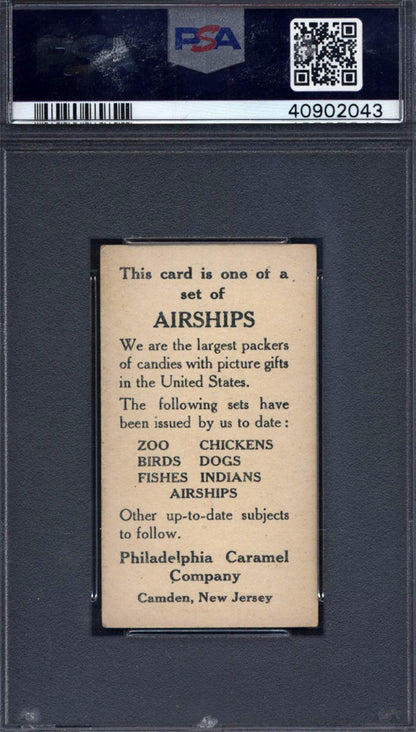 PSA
40902043
This card is one of a
set of
AIRSHIPS
We are the largest packers
of candies with picture gifts
in the United States.
The following sets have
been issued by us to date :
ZOO CHICKENS
BIRDS DOGS
FISHES INDIANS
AIRSHIPS
Other up-to-date subjects
to follow.
Philadelphia Caramel
Company
Camden, New Jersey